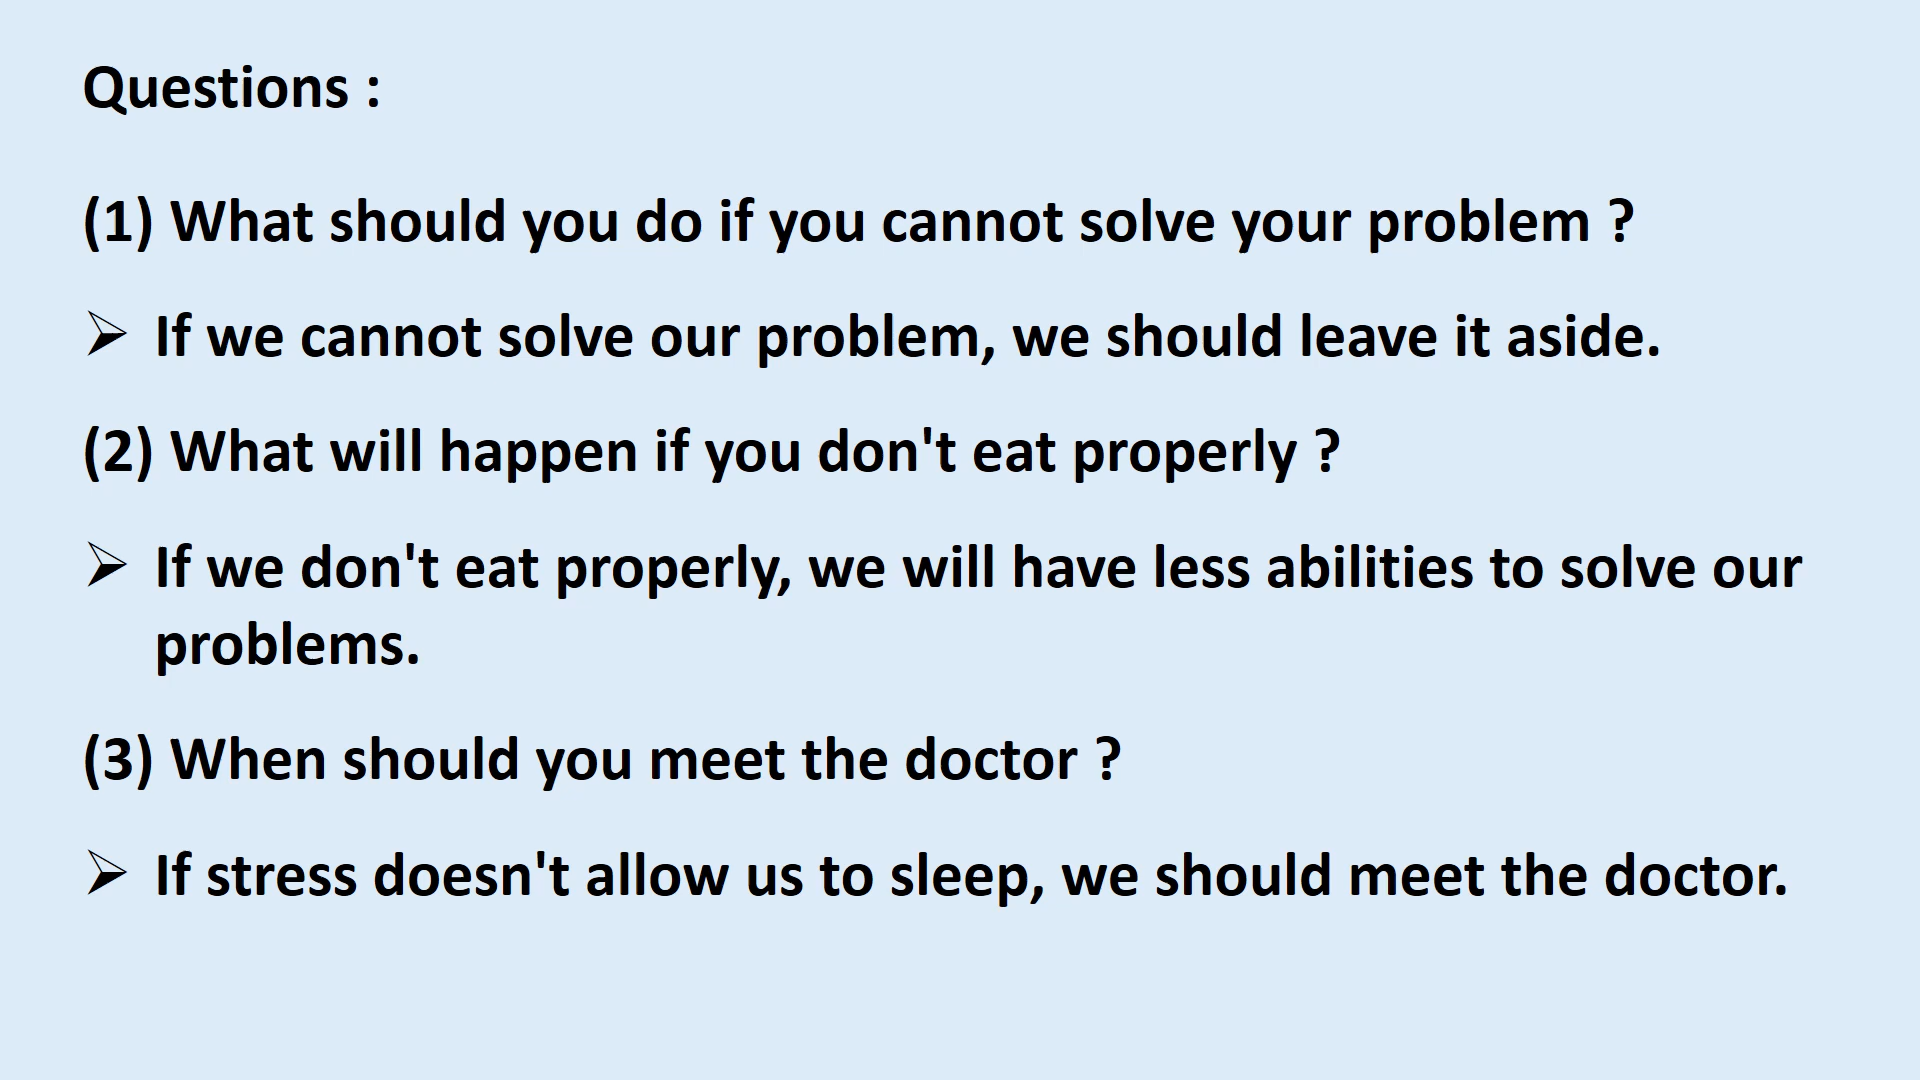 Questions :
(1) What should you do if you cannot solve your problem ?
➢ If we cannot solve our problem, we should leave it aside.
(2) What will happen if you don't eat properly ?
➢ If we don't eat properly, we will have less abilities to solve our
problems.
(3) When should you meet the doctor ?
➢ If stress doesn't allow us to sleep, we should meet the doctor.